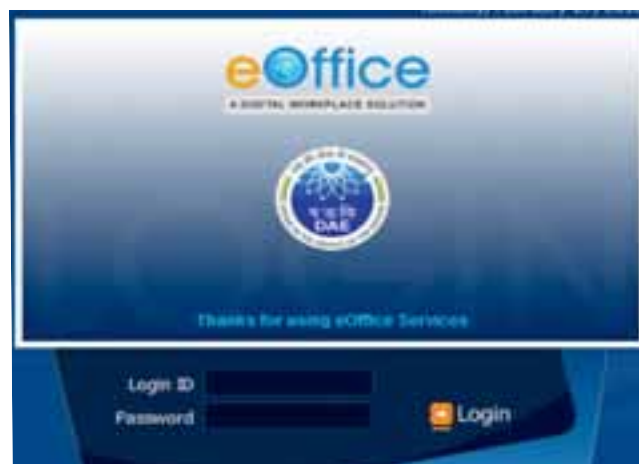 eOffice
A DIGITAL WORKPLACE SOLUTION
प ऊ वि
DAE
Thanks for using eOffice Services
Login ID
Password
Login